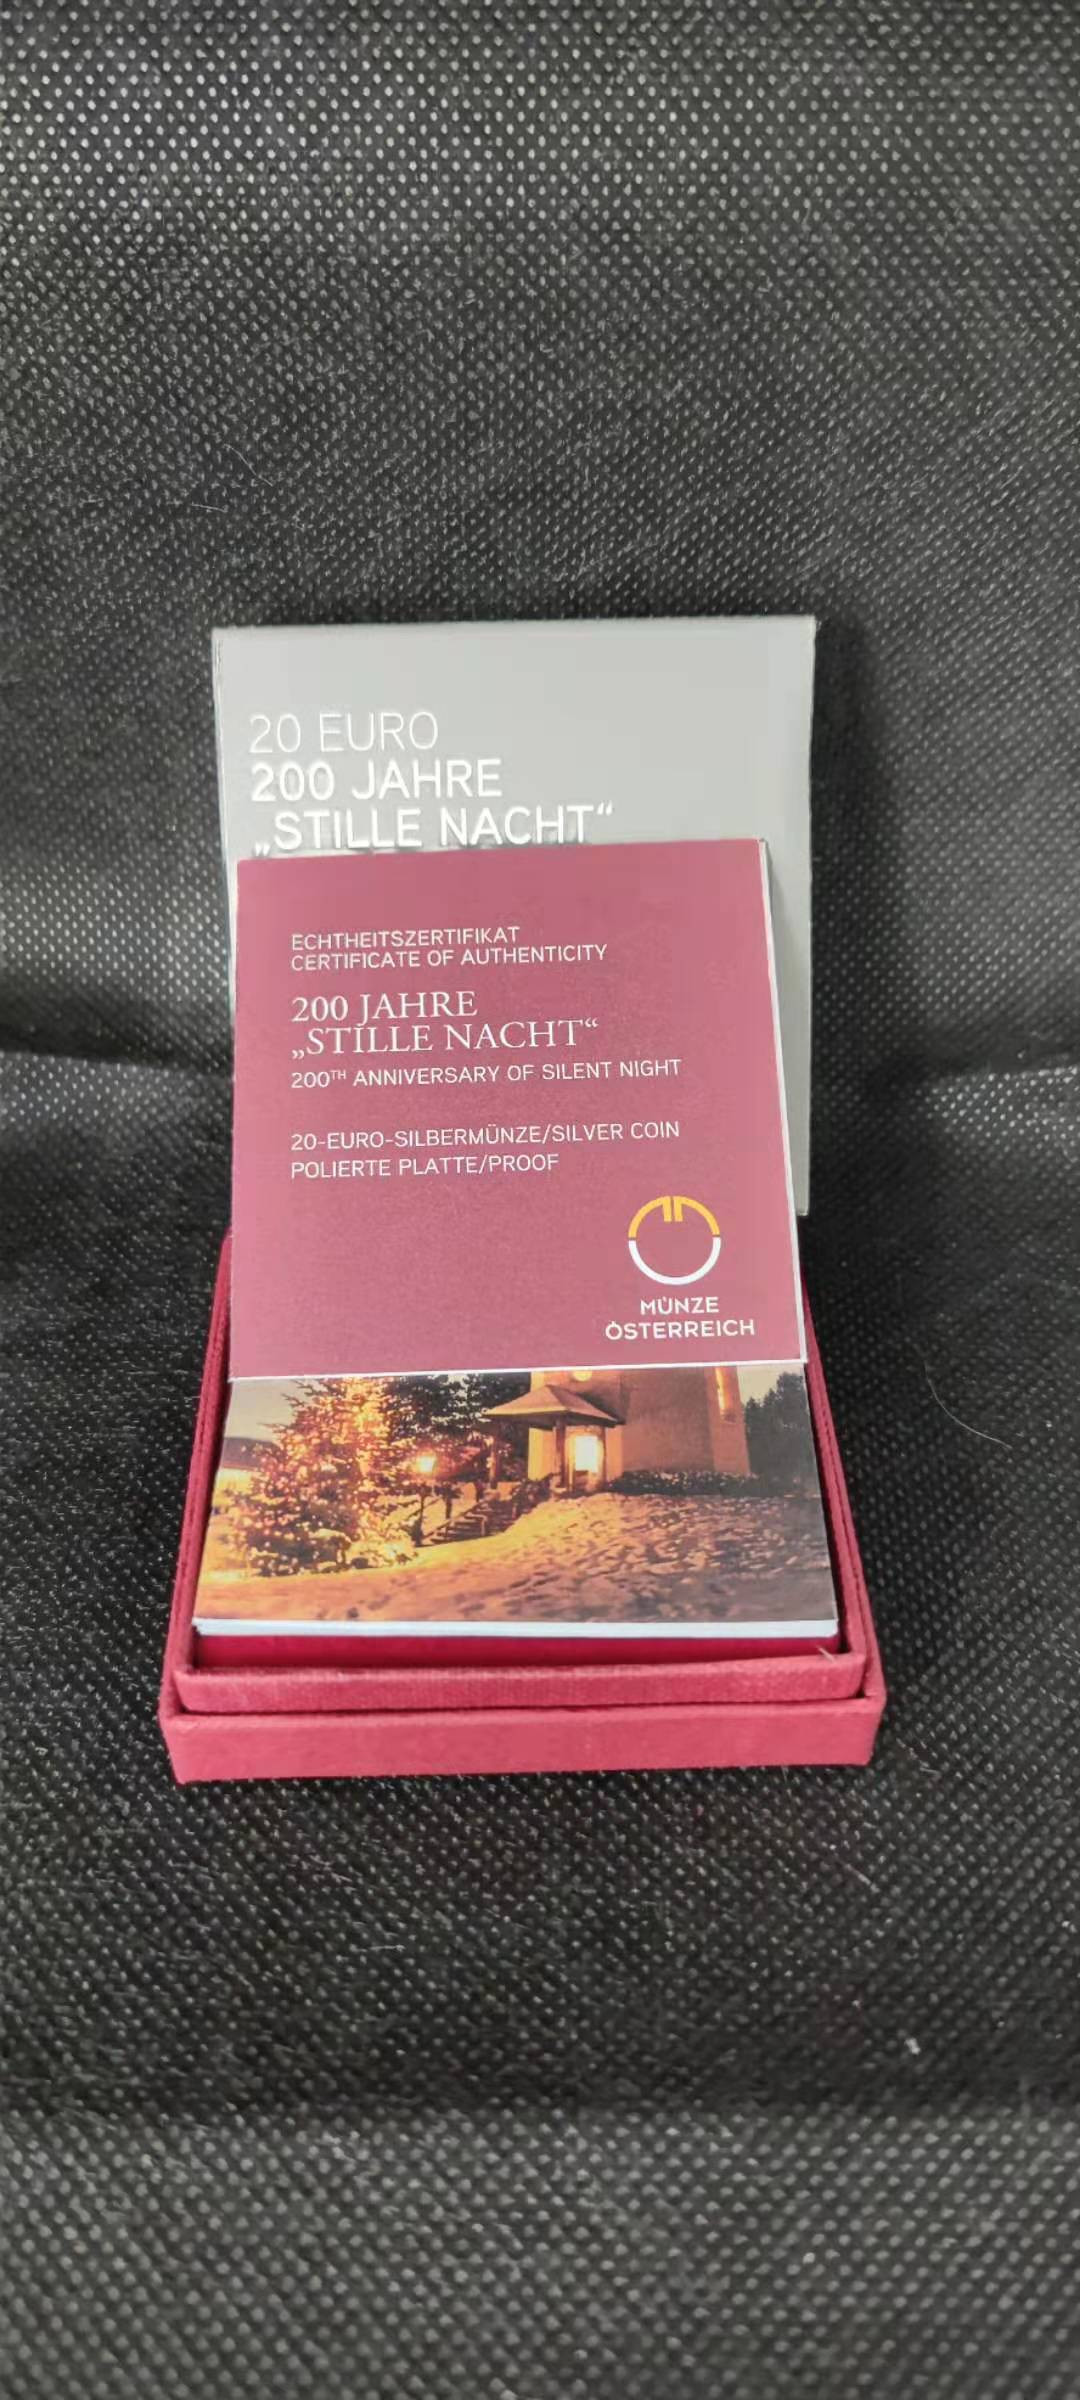 20 EURO
200 JAHRE
„STILLE NACHT“
ECHTHEITSZERTIFIKAT
CERTIFICATE OF AUTHENTICITY
200 JAHRE
„STILLE NACHT“
200TH ANNIVERSARY OF SILENT NIGHT
20-EURO-SILBERMÜNZE/SILVER COIN
POLIERTE PLATTE/PROOF
MÜNZE
ÖSTERREICH